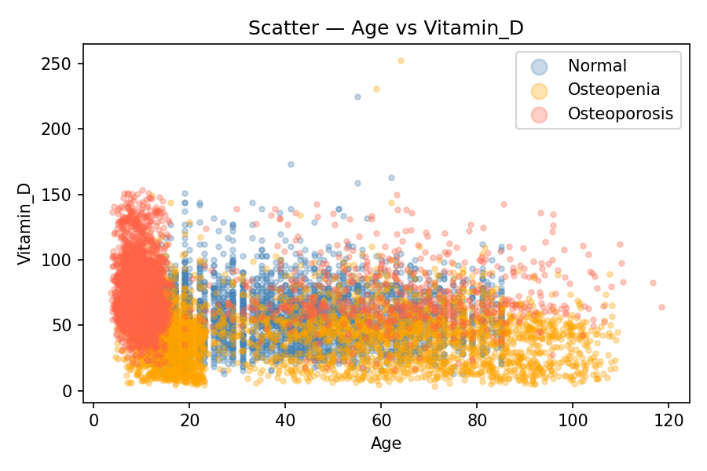 Scatter — Age vs Vitamin_D
Normal
Osteopenia
Osteoporosis
250
200
150
100
50
0
Vitamin_D
0 20 40 60 80 100 120
Age